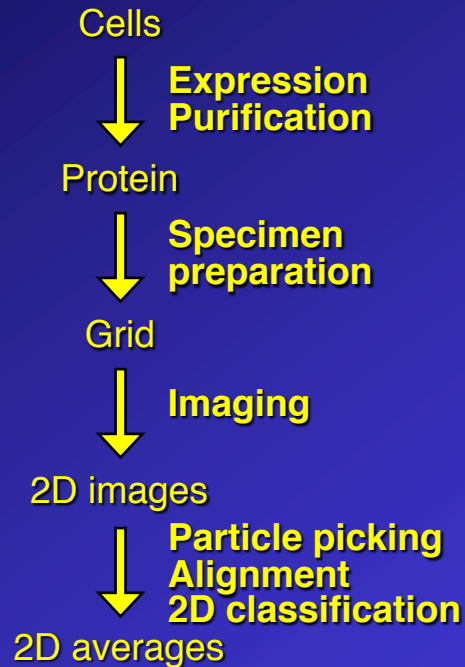 Cells
Expression
Purification
Protein
Specimen
preparation
Grid
Imaging
2D images
Particle picking
Alignment
2D classification
2D averages